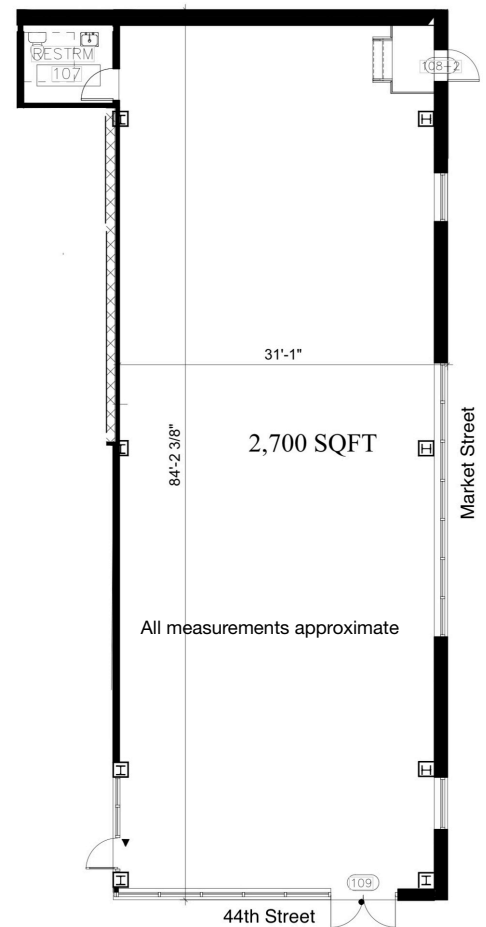 RESTRM
107
108-2
31'-1"
84'-2 3/8"
2,700 SQFT
Market Street
All measurements approximate
109
44th Street